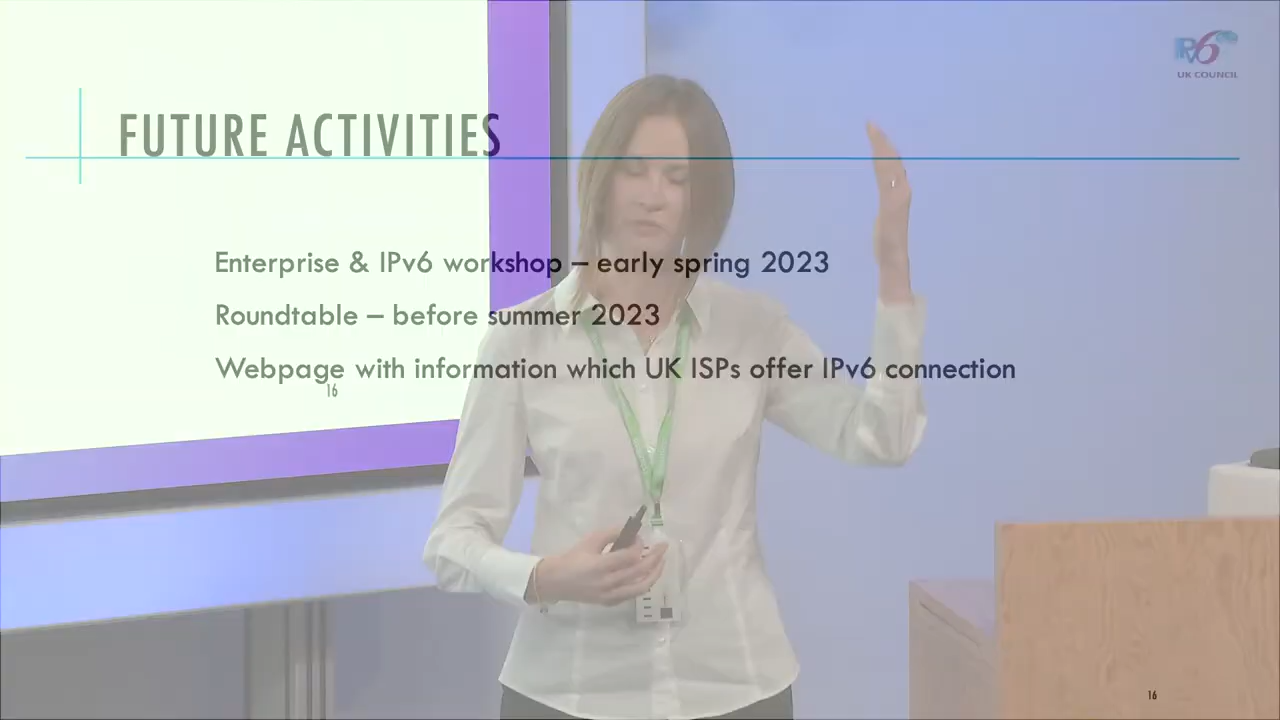 IPv6
UK COUNCIL
FUTURE ACTIVITIES
Enterprise & IPv6 workshop – early spring 2023
Roundtable – before summer 2023
Webpage with information which UK ISPs offer IPv6 connection
16
16